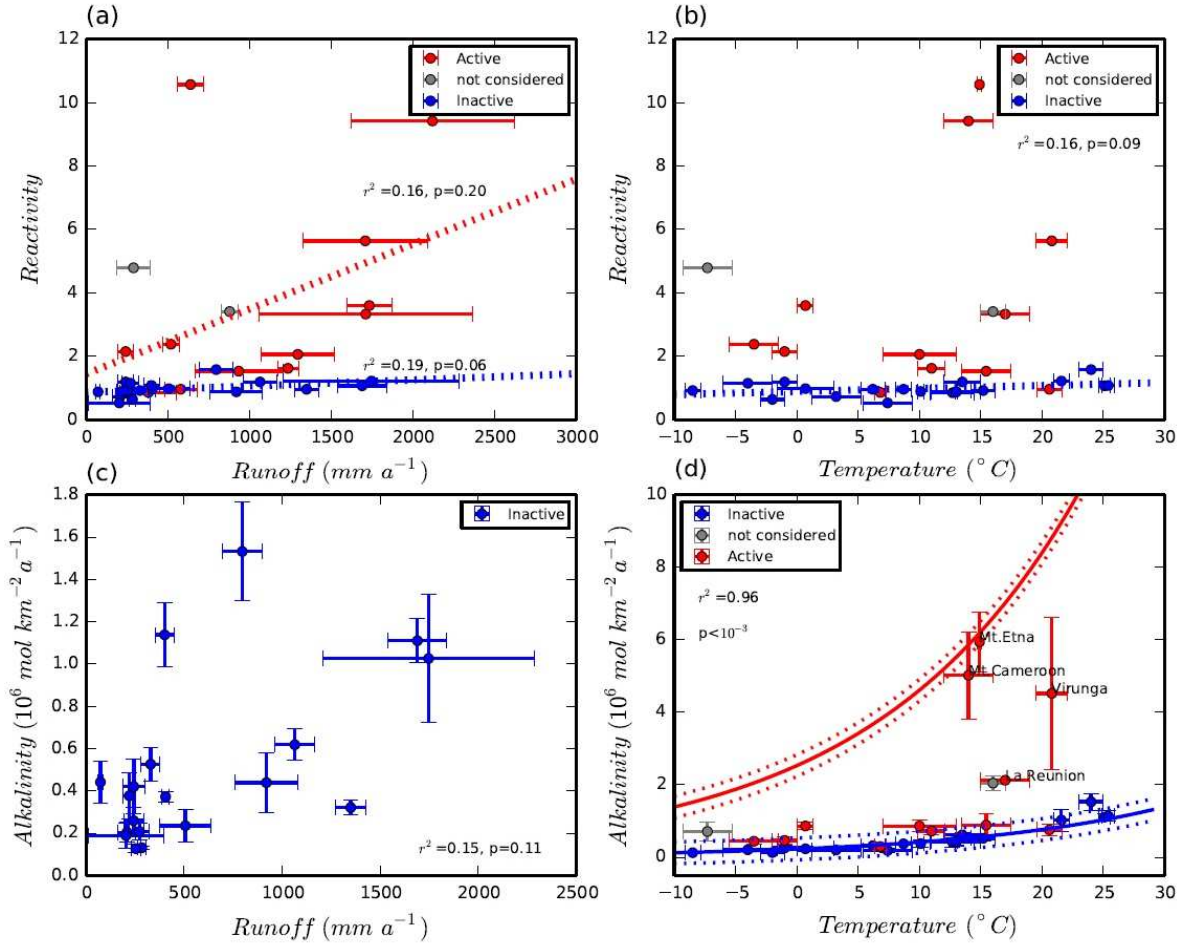 (a)
12
10
8
6
4
2
0
Reactivity
Active
not considered
Inactive
r² =0.16, p=0.20
r² =0.19, p=0.06
0 500 1000 1500 2000 2500 3000
Runoff (mm a⁻¹)
(b)
12
10
8
6
4
2
0
Reactivity
Active
not considered
Inactive
r² =0.16, p=0.09
−10 −5 0 5 10 15 20 25 30
Temperature (°C)
(c)
1.8
1.6
1.4
1.2
1.0
0.8
0.6
0.4
0.2
0.0
Alkalinity (10⁶ mol km⁻² a⁻¹)
Inactive
r² =0.15, p=0.11
0 500 1000 1500 2000 2500
Runoff (mm a⁻¹)
(d)
10
8
6
4
2
0
Alkalinity (10⁶ mol km⁻² a⁻¹)
Inactive
not considered
Active
r² =0.96
p<10⁻³
Mt.Etna
Mt Cameroon
Virunga
La Reunion
−10 −5 0 5 10 15 20 25 30
Temperature (°C)